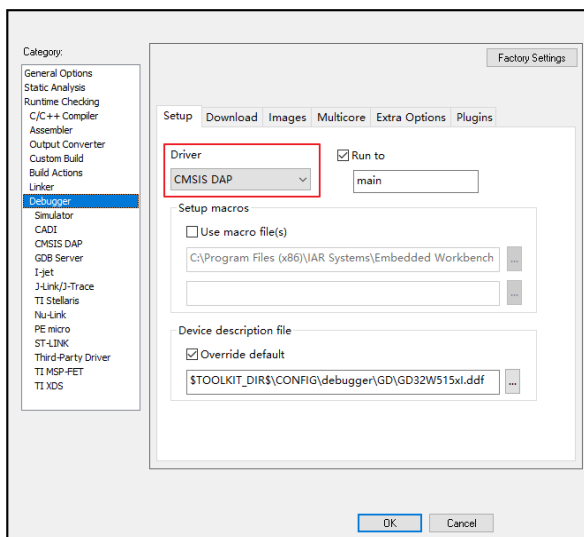 Category:
General Options
Static Analysis
Runtime Checking
C/C++ Compiler
Assembler
Output Converter
Custom Build
Build Actions
Linker
Debugger
Simulator
CADI
CMSIS DAP
GDB Server
I-jet
J-Link/J-Trace
TI Stellaris
Nu-Link
PE micro
ST-LINK
Third-Party Driver
TI MSP-FET
TI XDS
Factory Settings
Setup Download Images Multicore Extra Options Plugins
Driver
CMSIS DAP
Run to
main
Setup macros
Use macro file(s)
C:\Program Files (x86)\IAR Systems\Embedded Workbench
...
...
Device description file
Override default
$TOOLKIT_DIR$\CONFIG\debugger\GD\GD32W515xI.ddf
...
OK Cancel